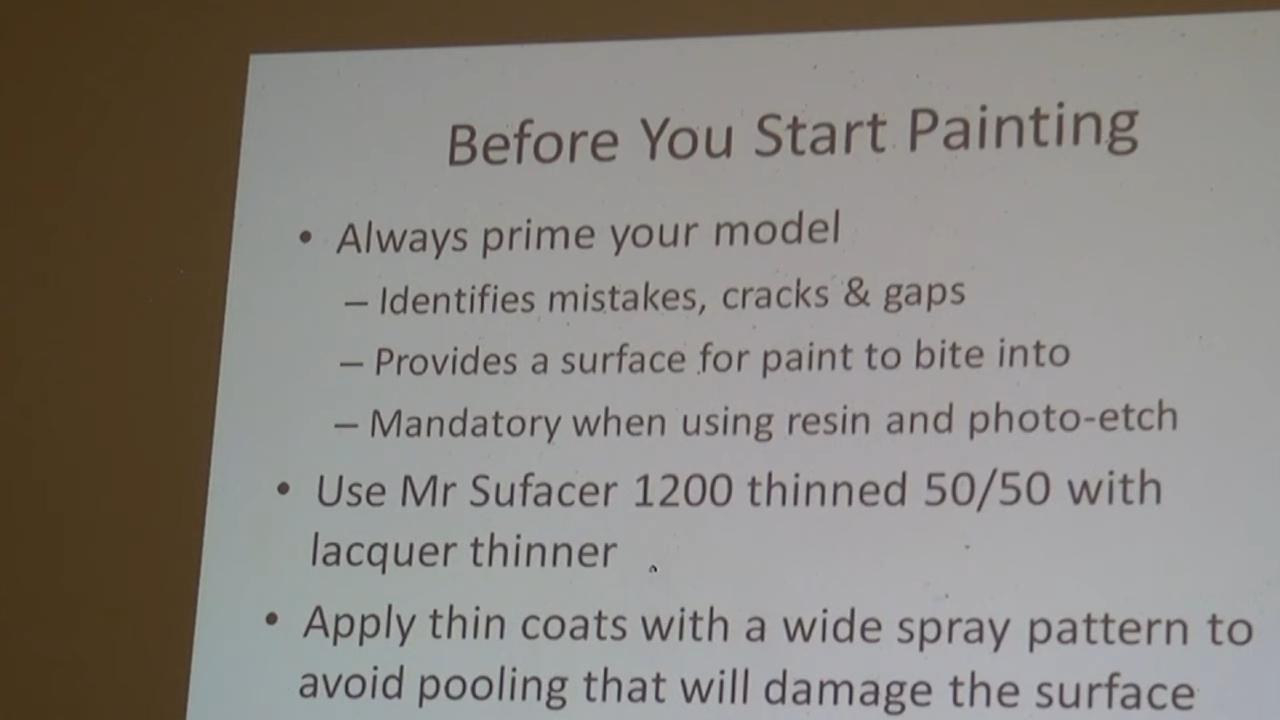 Before You Start Painting
• Always prime your model
– Identifies mistakes, cracks & gaps
– Provides a surface for paint to bite into
– Mandatory when using resin and photo-etch
• Use Mr Sufacer 1200 thinned 50/50 with
lacquer thinner
• Apply thin coats with a wide spray pattern to
avoid pooling that will damage the surface